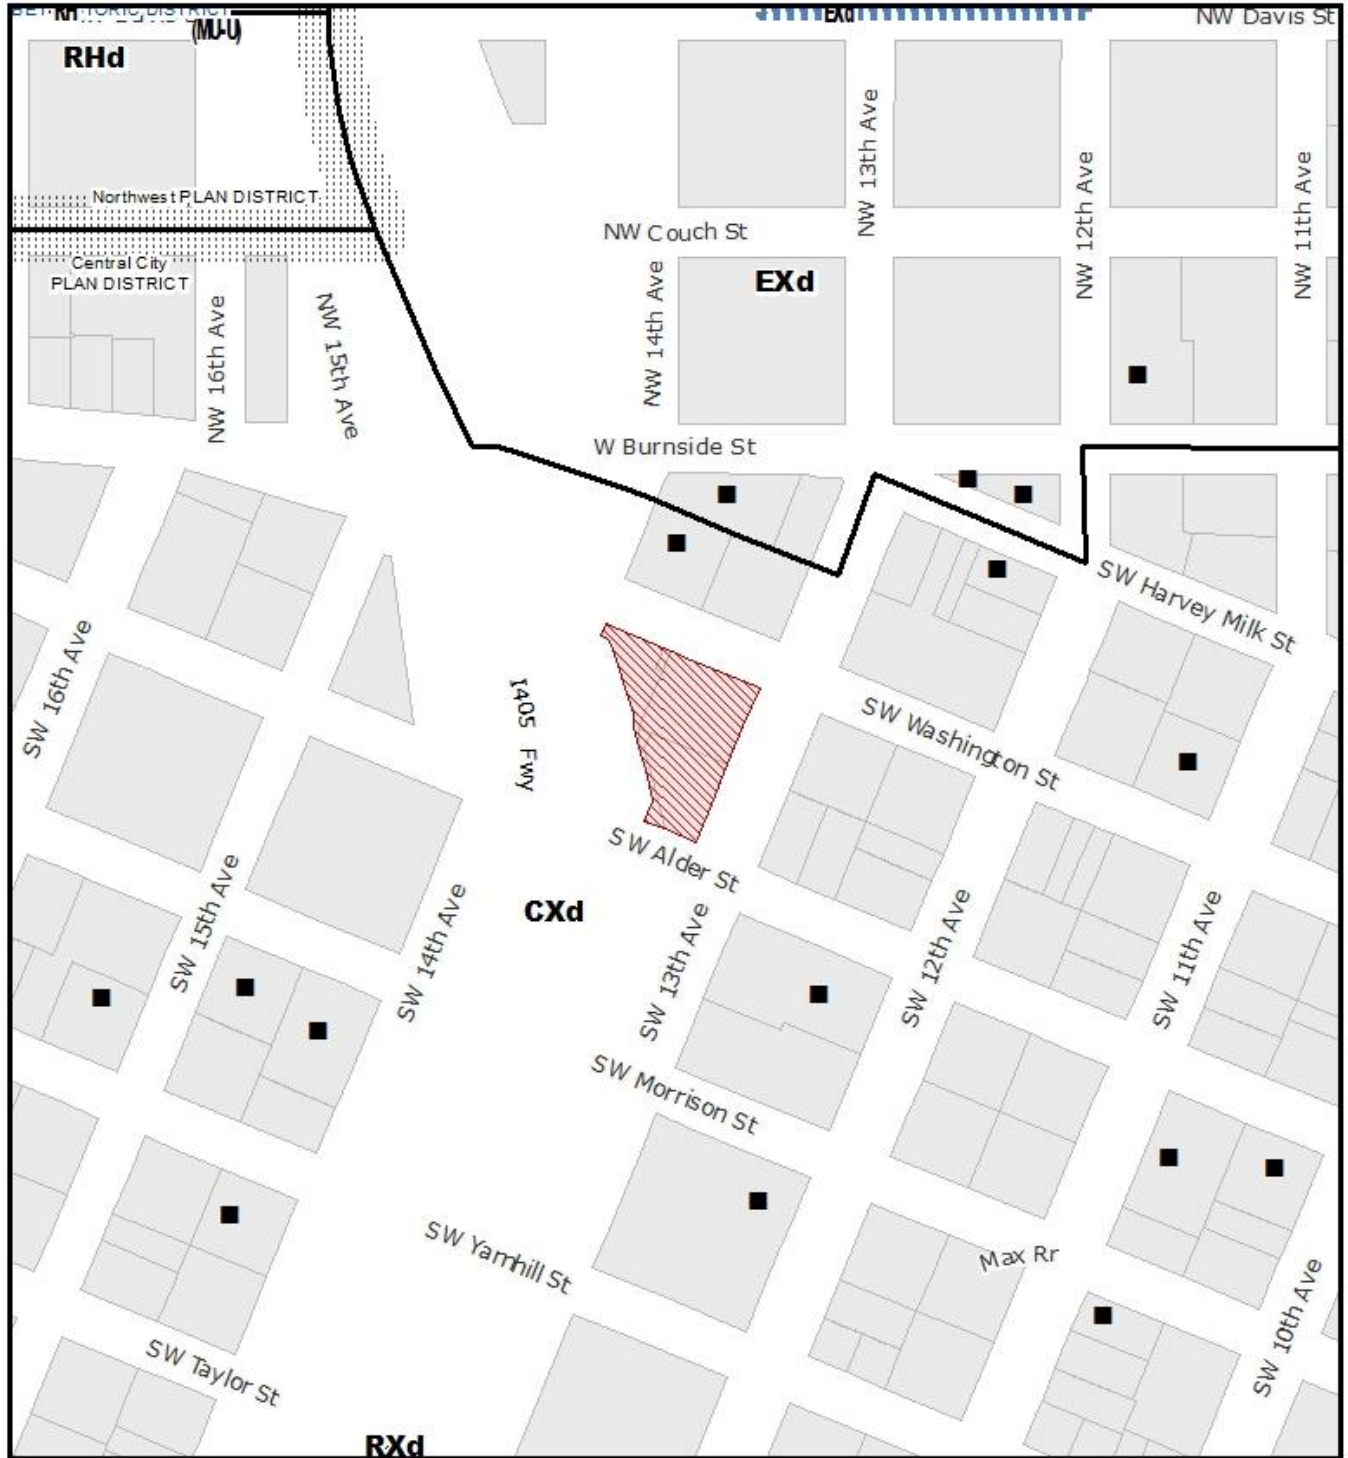 TORIC DISTRICT
RH
EXd
NW Davis St
(MU-U)
RHd
NW 13th Ave
NW 12th Ave
NW 11th Ave
Northwest PLAN DISTRICT
NW Couch St
Central City
PLAN DISTRICT
EXd
NW 14th Ave
NW 16th Ave
NW 15th Ave
W Burnside St
SW Harvey Milk St
SW 16th Ave
I405 Fwy
SW Washington St
SW Alder St
SW 15th Ave
CXd
SW 14th Ave
SW 13th Ave
SW 12th Ave
SW 11th Ave
SW Morrison St
SW Yamhill St
Max Rr
SW 10th Ave
SW Taylor St
RXd